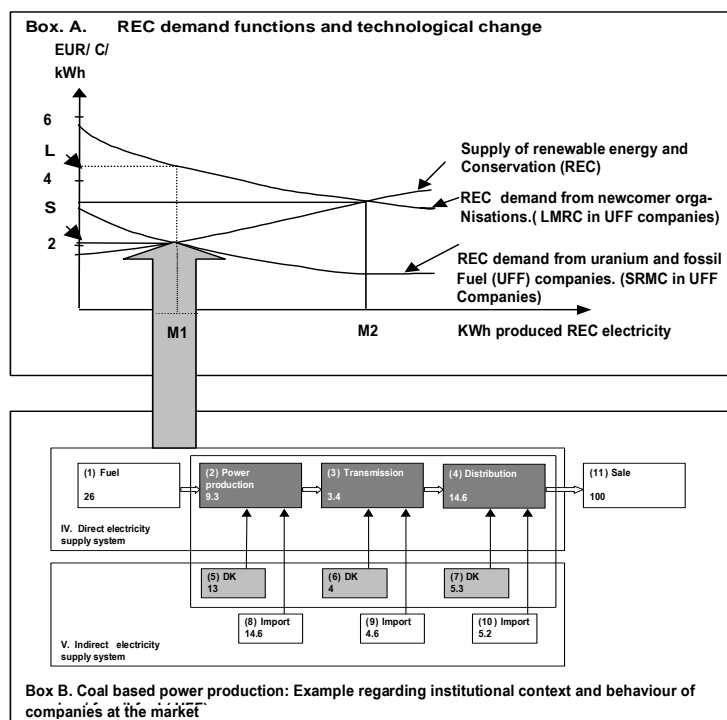 Box. A. REC demand functions and technological change
EUR/ C/
kWh
6
L
4
S
2
Supply of renewable energy and
Conservation (REC)
REC demand from newcomer orga-
Nisations.( LMRC in UFF companies)
REC demand from uranium and fossil
Fuel (UFF) companies. (SRMC in UFF
Companies)
M1
M2
KWh produced REC electricity
(1) Fuel
26
(2) Power
production
9.3
(3) Transmission
3.4
(4) Distribution
14.6
(11) Sale
100
IV. Direct electricity
supply system
(5) DK
13
(6) DK
4
(7) DK
5.3
(8) Import
14.6
(9) Import
4.6
(10) Import
5.2
V. Indirect electricity
supply system
Box B. Coal based power production: Example regarding institutional context and behaviour of
companies at the market